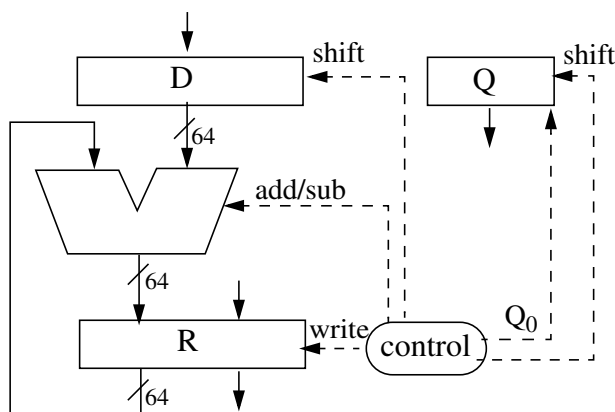 shift
shift
D
Q
64
add/sub
64
write
Q0
R
control
64